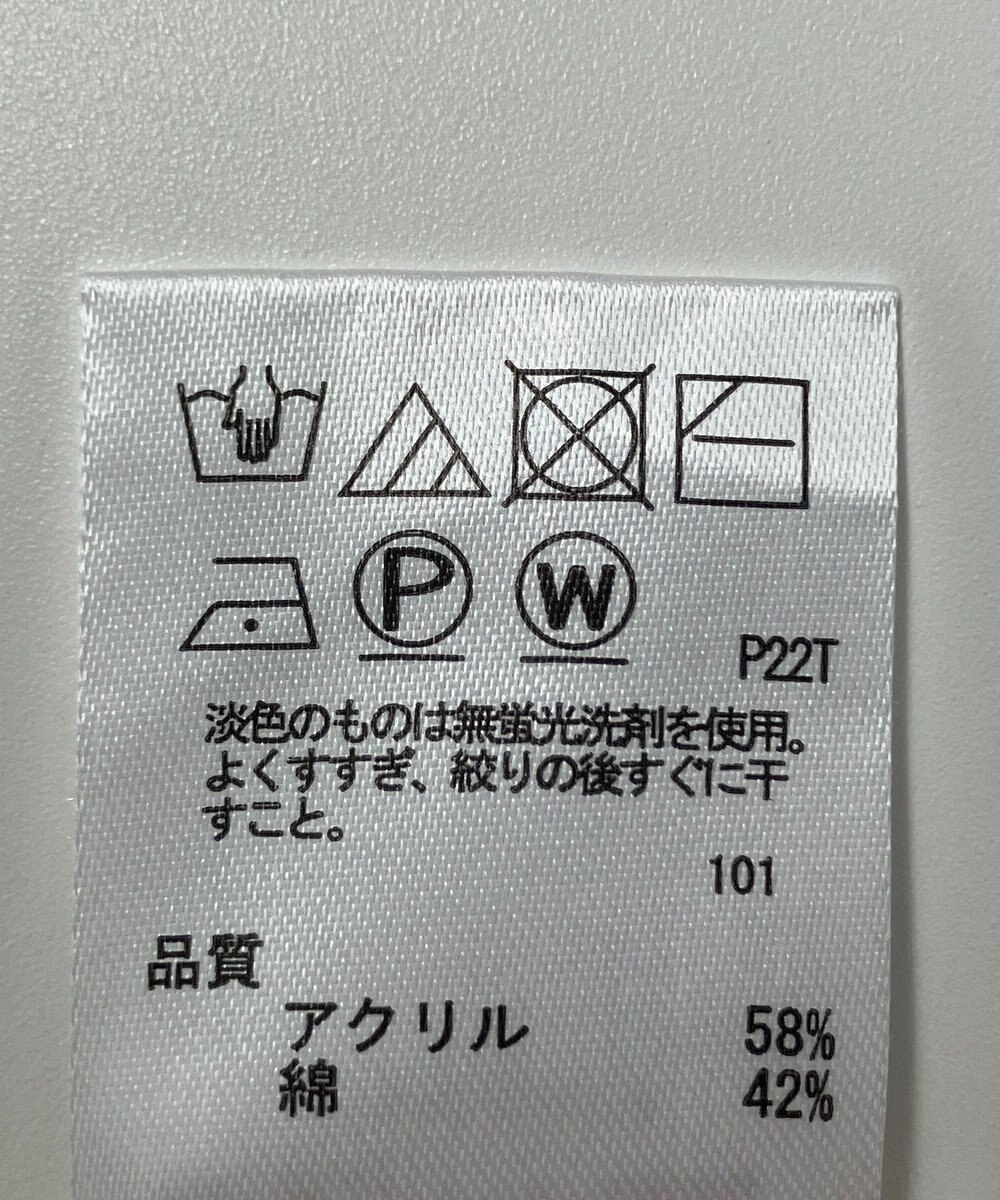 P
W
P22T
淡色のものは無蛍光洗剤を使用。
よくすすぎ、絞りの後すぐに干
すこと。
101
品質
アクリル 58%
綿 42%